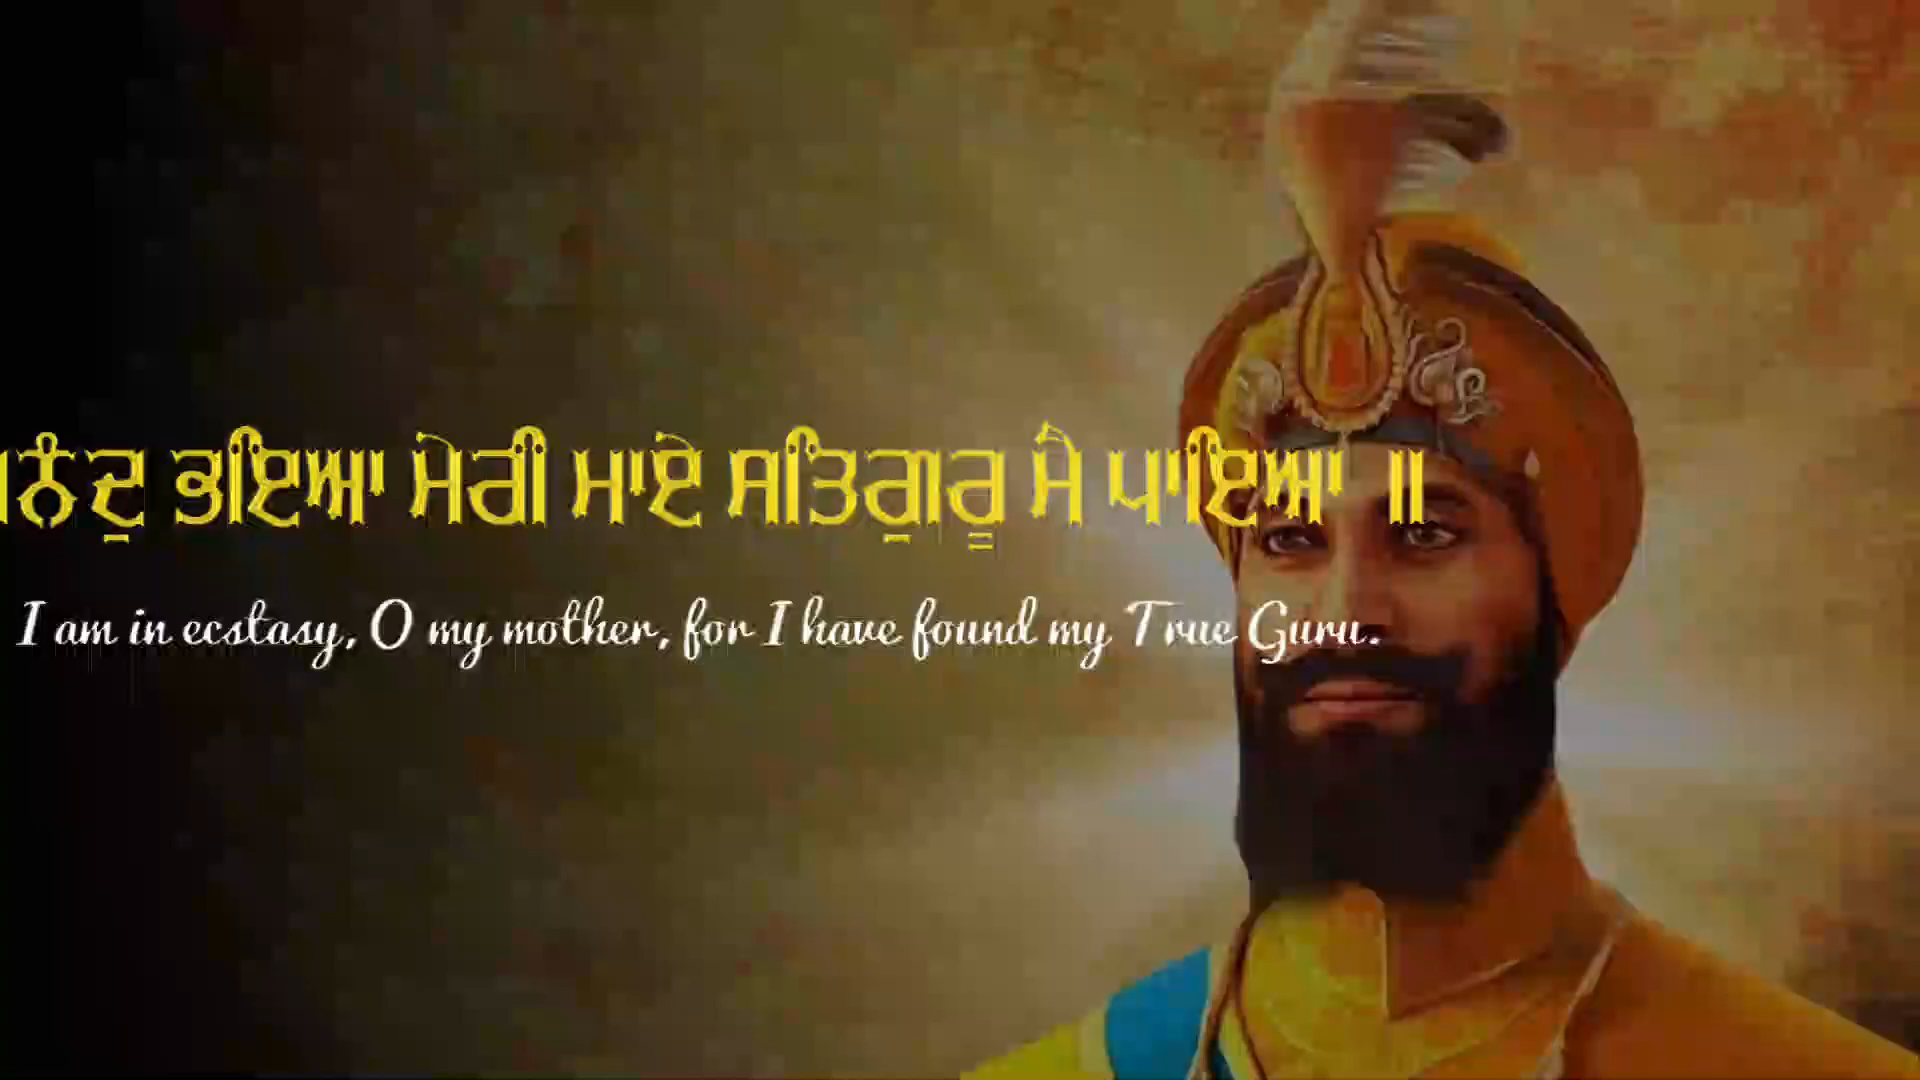 ਨੰਦੁ ਭਇਆ ਮੇਰੀ ਮਾਏ ਸਤਿਗੁਰੂ ਮੈ ਪਾਇਆ ॥
I am in ecstasy, O my mother, for I have found my True Guru.